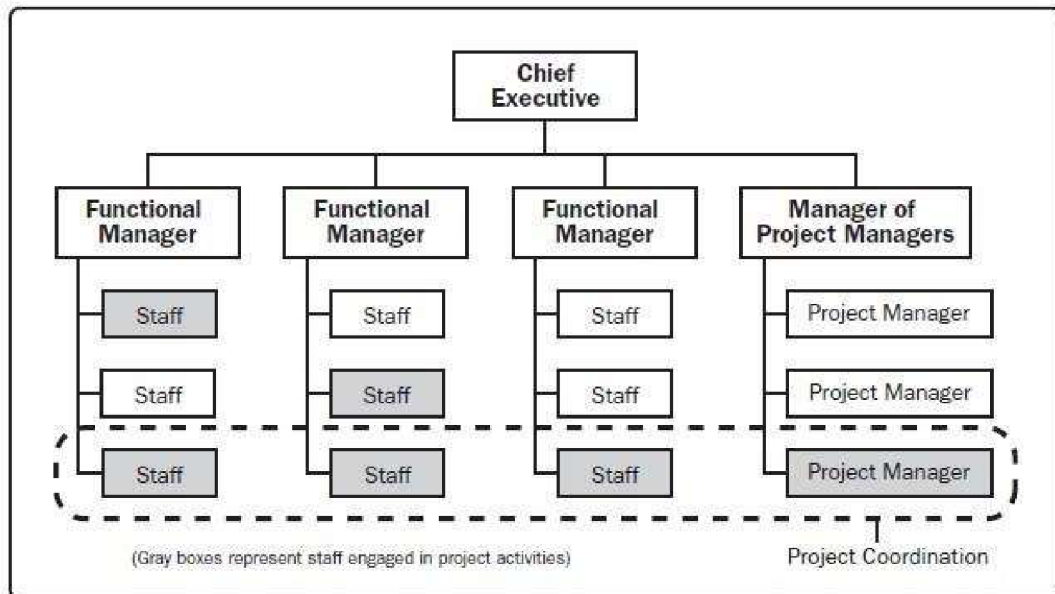 Chief
Executive
Functional
Manager
Functional
Manager
Functional
Manager
Manager of
Project Managers
Staff
Staff
Staff
Project Manager
Staff
Staff
Staff
Project Manager
Staff
Staff
Staff
Project Manager
(Gray boxes represent staff engaged in project activities)
Project Coordination